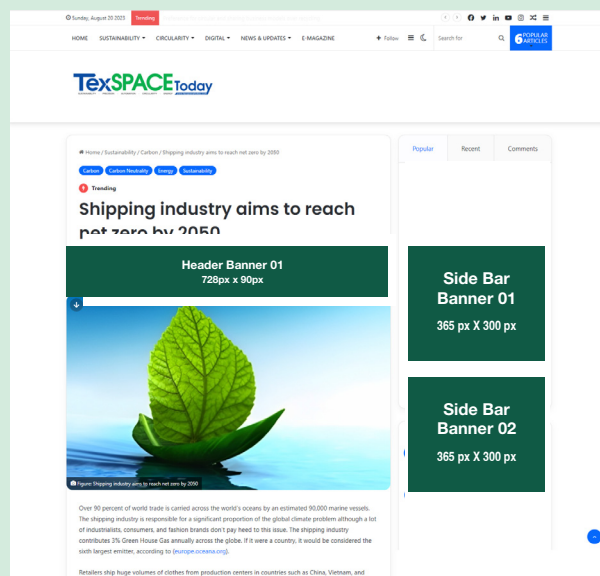 Sunday, August 20 2023 Trending
HOME SUSTAINABILITY CIRCULARITY DIGITAL NEWS & UPDATES E-MAGAZINE Follow Search for 6 POPULAR ARTICLES
TexSPACE Today
Home / Sustainability / Carbon / Shipping industry aims to reach net zero by 2050
Carbon Carbon Neutrality Energy Sustainability
Trending
Shipping industry aims to reach
net zero by 2050
Header Banner 01
728px x 90px
Figure: Shipping industry aims to reach net zero by 2050
Over 90 percent of world trade is carried across the world's oceans by an estimated 90,000 marine vessels.
The shipping industry is responsible for a significant proportion of the global climate problem although a lot
of industrialists, consumers, and fashion brands don't pay heed to this issue. The shipping industry
contributes 3% Green House Gas annually across the globe. If it were a country, it would be considered the
sixth largest emitter, according to (europe.oceana.org).
Retailers ship huge volumes of clothes from production centers in countries such as China, Vietnam, and
Popular Recent Comments
Side Bar
Banner 01
365 px X 300 px
Side Bar
Banner 02
365 px X 300 px